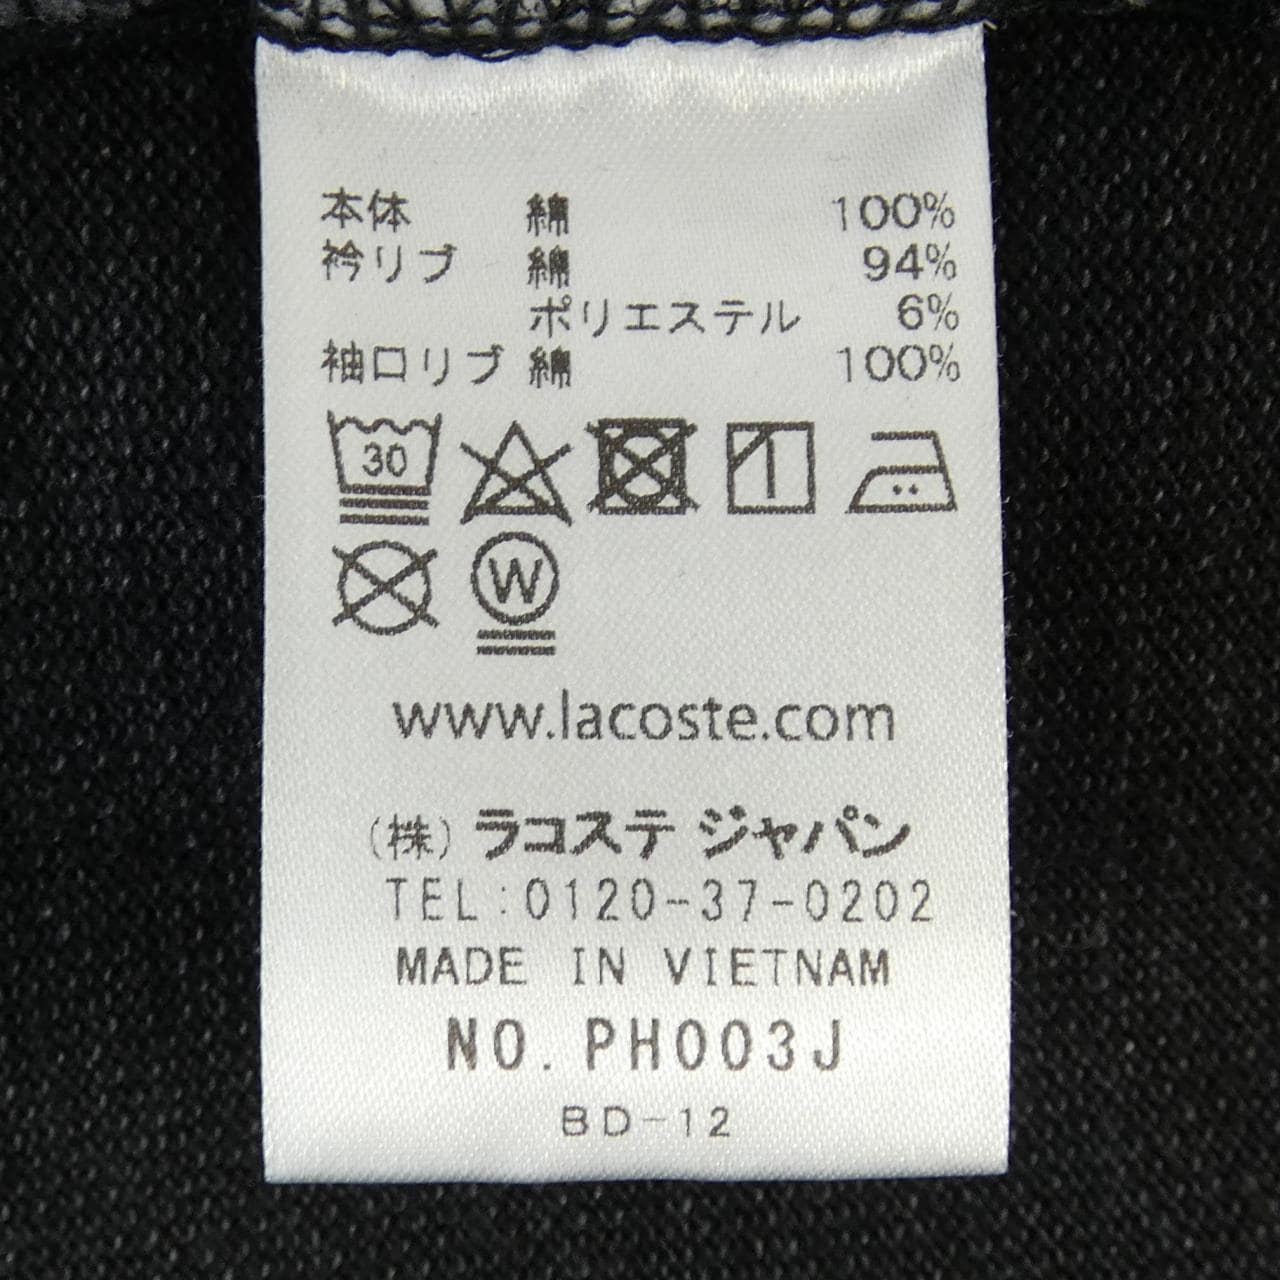 本体 綿 100%
衿リブ 綿 94%
ポリエステル 6%
袖口リブ 綿 100%
30
W
www.lacoste.com
(株) ラコステ ジャパン
TEL:0120-37-0202
MADE IN VIETNAM
NO. PH003J
BD-12